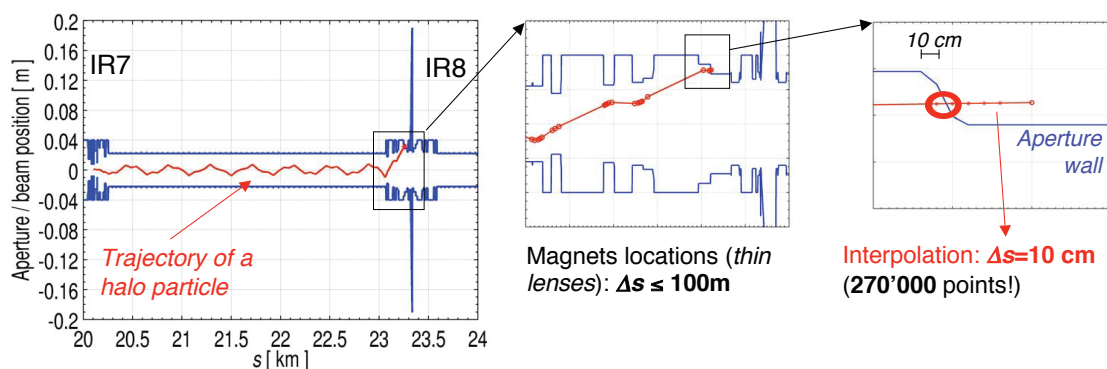 Aperture / beam position [ m ]
0.2
0.16
0.12
0.08
0.04
0
-0.04
-0.08
-0.12
-0.16
-0.2
IR7
IR8
Trajectory of a
halo particle
20
20.5
21
21.5
22
22.5
23
23.5
24
s [ km ]
Magnets locations (thin
lenses): Δs ≤ 100m
10 cm
Aperture
wall
Interpolation: Δs=10 cm
(270'000 points!)